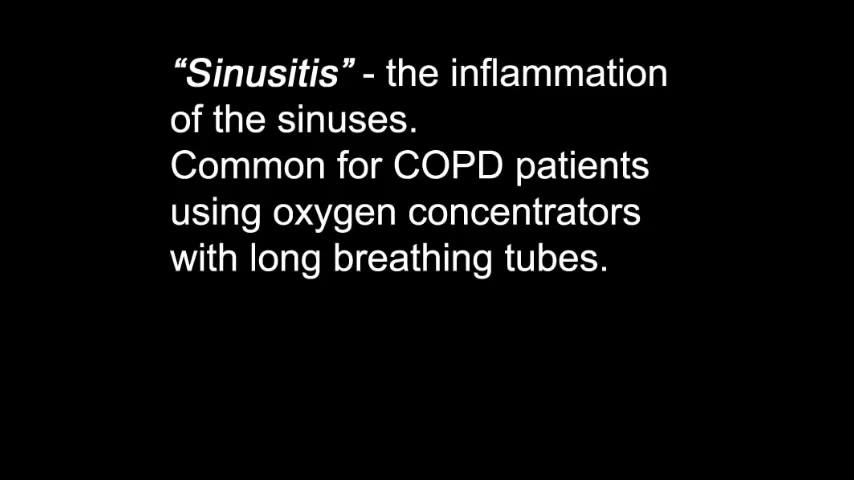 “Sinusitis” - the inflammation
of the sinuses.
Common for COPD patients
using oxygen concentrators
with long breathing tubes.